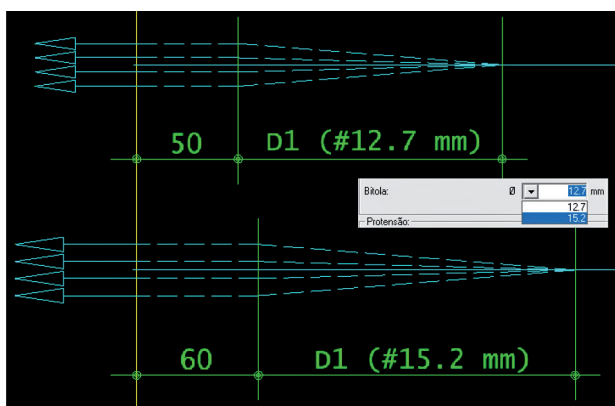 50 D1 (#12.7 mm)
Bitola: Ø 12.7 mm
12.7
15.2
Protensão:
60 D1 (#15.2 mm)